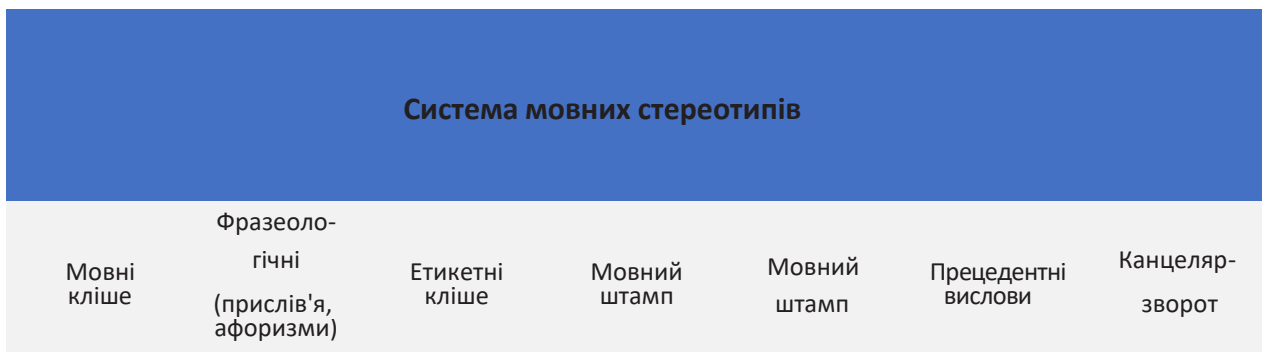 Система мовних стереотипів
Мовні
кліше
Фразеоло-
гічні
(прислів'я,
афоризми)
Етикетні
кліше
Мовний
штамп
Мовний
штамп
Прецедентні
вислови
Канцеляр-
зворот